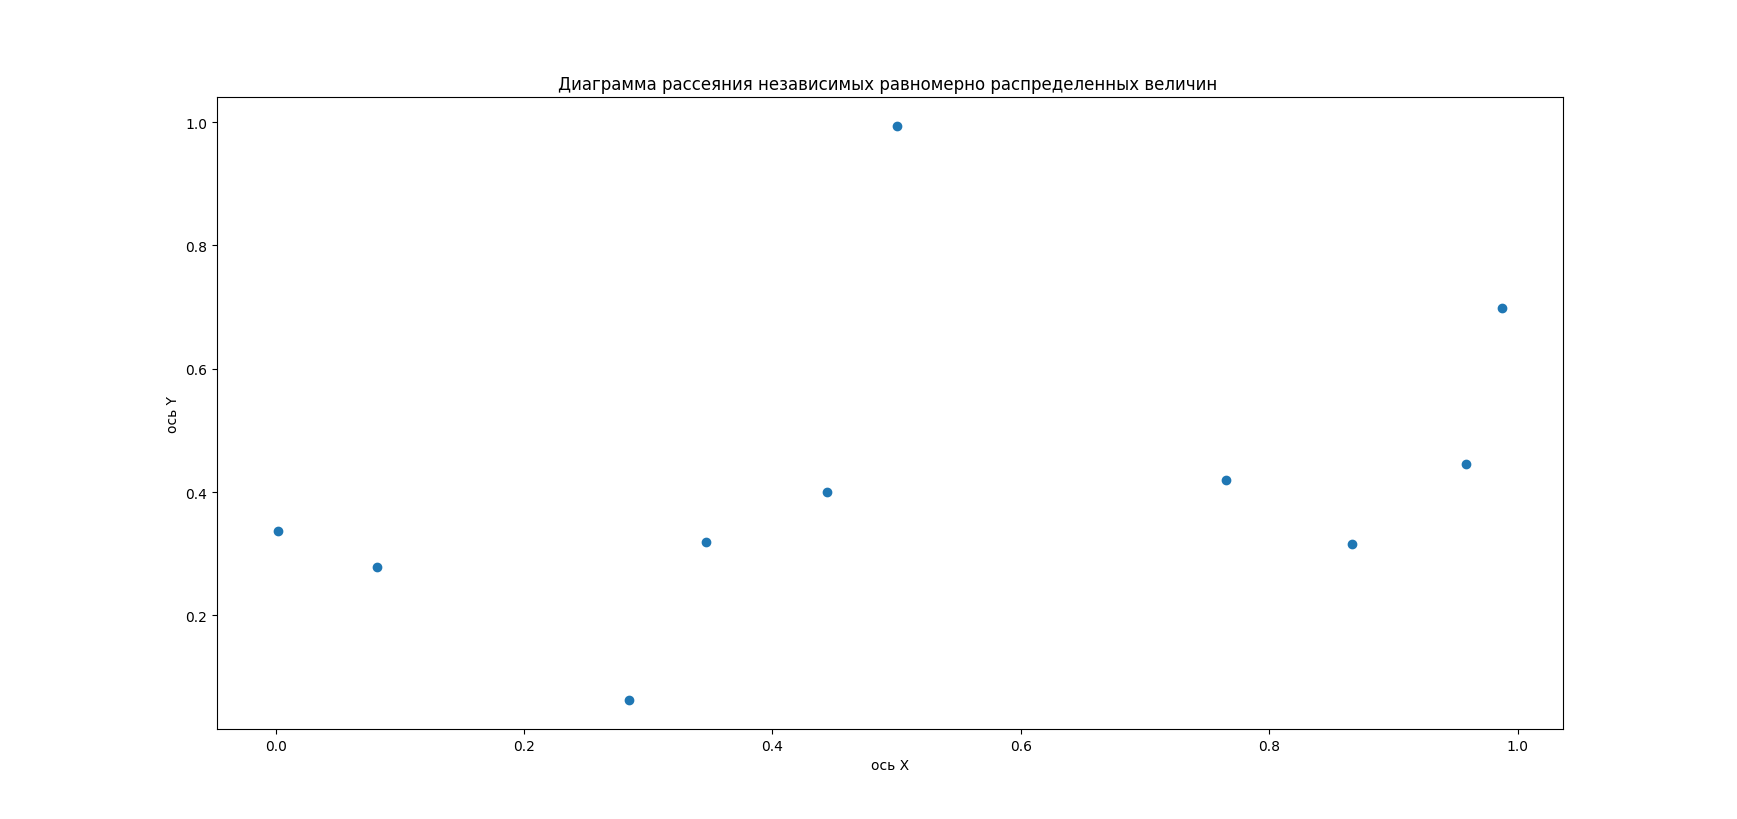 Диаграмма рассеяния независимых равномерно распределенных величин
1.0
0.8
0.6
0.4
0.2
ось Y
0.0 0.2 0.4 0.6 0.8 1.0
ось X